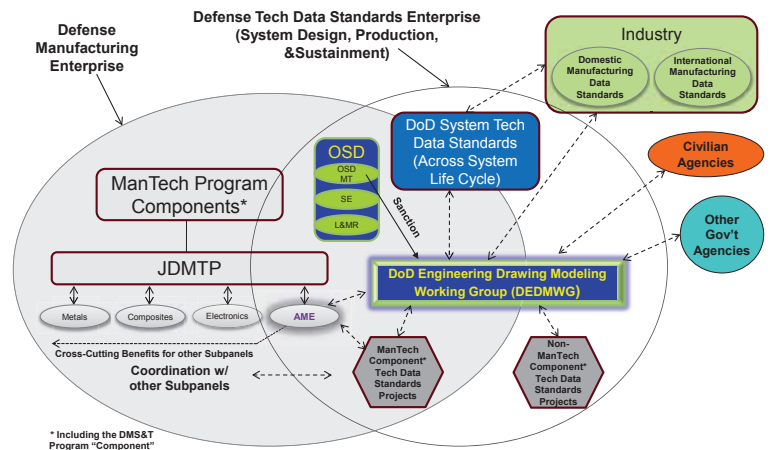 Defense
Manufacturing
Enterprise
Defense Tech Data Standards Enterprise
(System Design, Production,
&Sustainment)
Industry
Domestic
Manufacturing
Data
Standards
International
Manufacturing
Data
Standards
OSD
OSD
MT
SE
L&MR
DoD System Tech
Data Standards
(Across System
Life Cycle)
Civilian
Agencies
Other
Gov't
Agencies
ManTech Program
Components*
Sanction
JDMTP
DoD Engineering Drawing Modeling
Working Group (DEDMWG)
Metals
Composites
Electronics
AME
Cross-Cutting Benefits for other Subpanels
Coordination w/
other Subpanels
ManTech
Component*
Tech Data
Standards
Projects
Non-
ManTech
Component*
Tech Data
Standards
Projects
* Including the DMS&T
Program "Component"